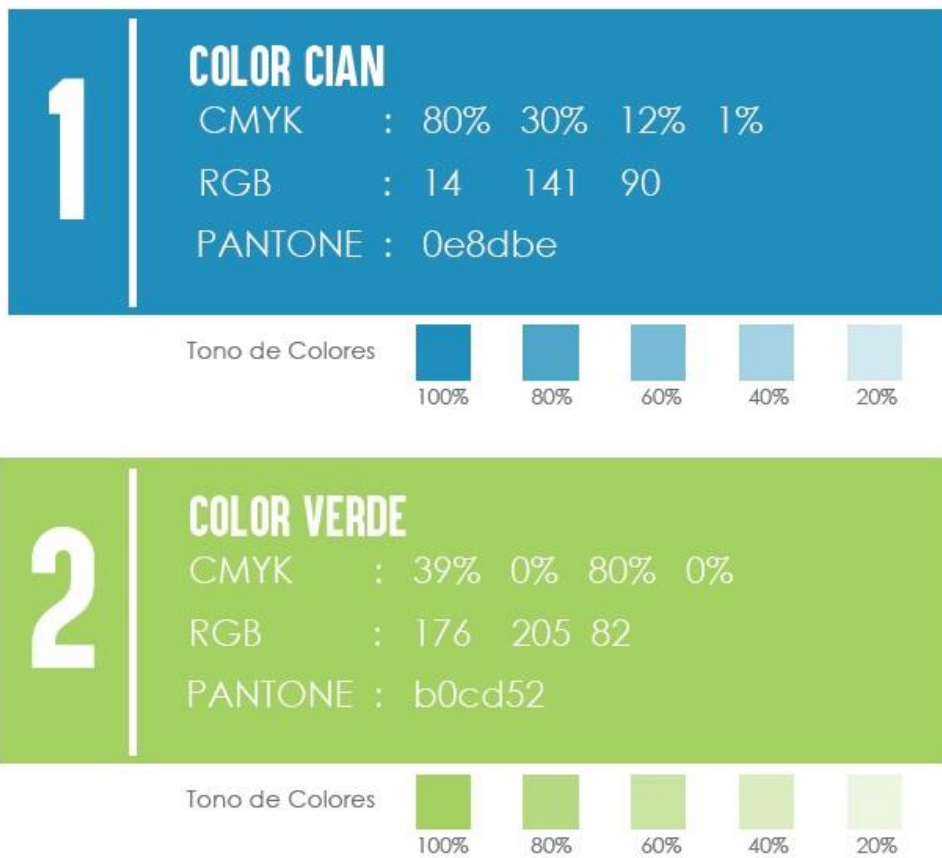 1
COLOR CIAN
CMYK : 80% 30% 12% 1%
RGB : 14 141 90
PANTONE : 0e8dbe
Tono de Colores
100% 80% 60% 40% 20%
2
COLOR VERDE
CMYK : 39% 0% 80% 0%
RGB : 176 205 82
PANTONE : b0cd52
Tono de Colores
100% 80% 60% 40% 20%